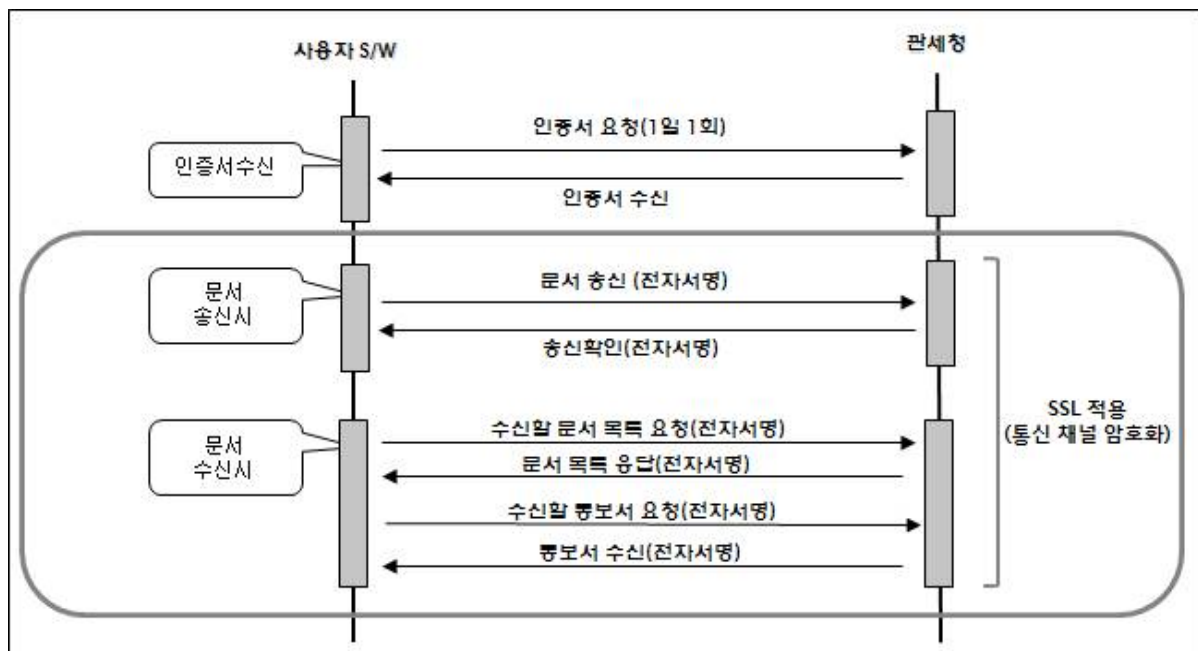 사용자 S/W
관세청
인증서 요청(1일 1회)
인증서수신
인증서 수신
문서
송신시
문서 송신 (전자서명)
송신확인(전자서명)
SSL 적용
(통신 채널 암호화)
문서
수신시
수신할 문서 목록 요청(전자서명)
문서 목록 응답(전자서명)
수신할 통보서 요청(전자서명)
통보서 수신(전자서명)